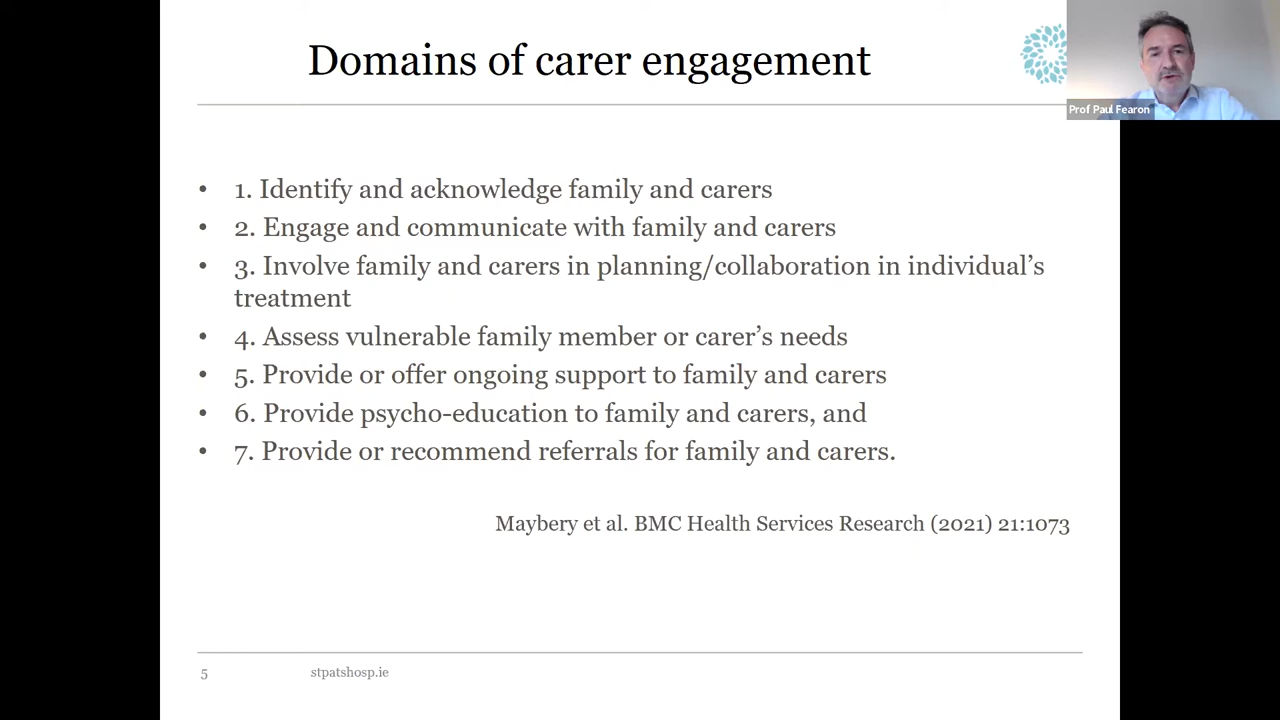 Domains of carer engagement
Prof Paul Fearon
• 1. Identify and acknowledge family and carers
• 2. Engage and communicate with family and carers
• 3. Involve family and carers in planning/collaboration in individual’s
treatment
• 4. Assess vulnerable family member or carer’s needs
• 5. Provide or offer ongoing support to family and carers
• 6. Provide psycho-education to family and carers, and
• 7. Provide or recommend referrals for family and carers.
Maybery et al. BMC Health Services Research (2021) 21:1073
5 stpatshosp.ie